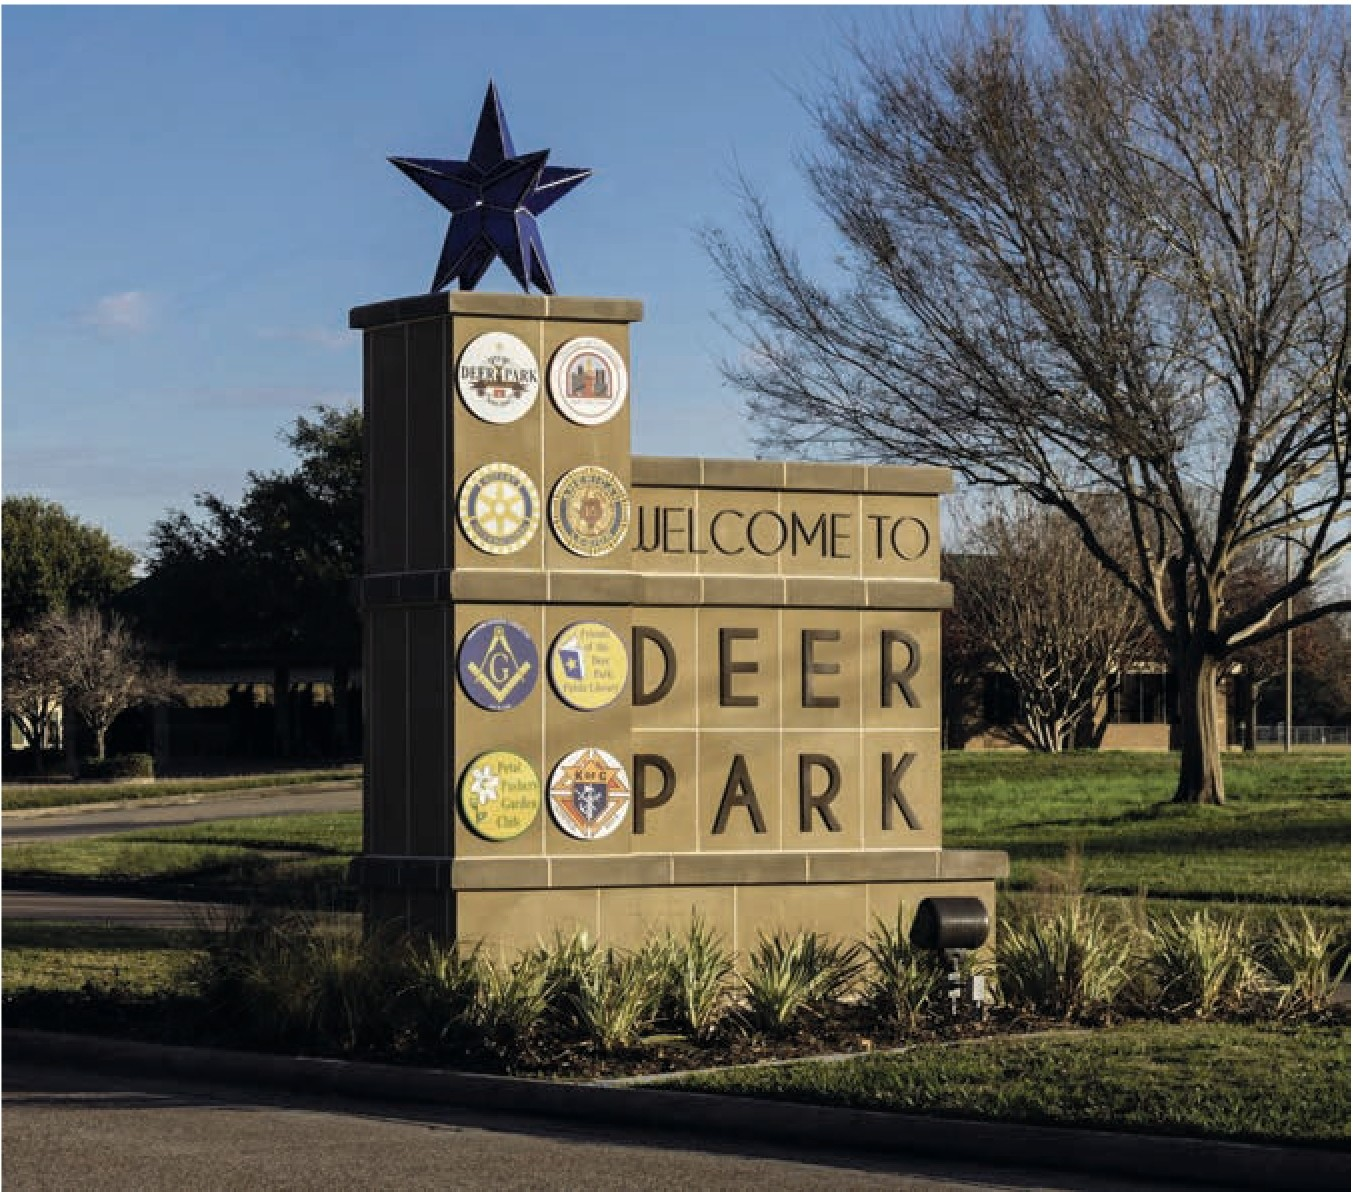 DEER PARK
WELCOME TO
G
Friends
of the
Deer
Park
Public Library
DEER
Petal
Pushers
Garden
Club
K of C
PARK